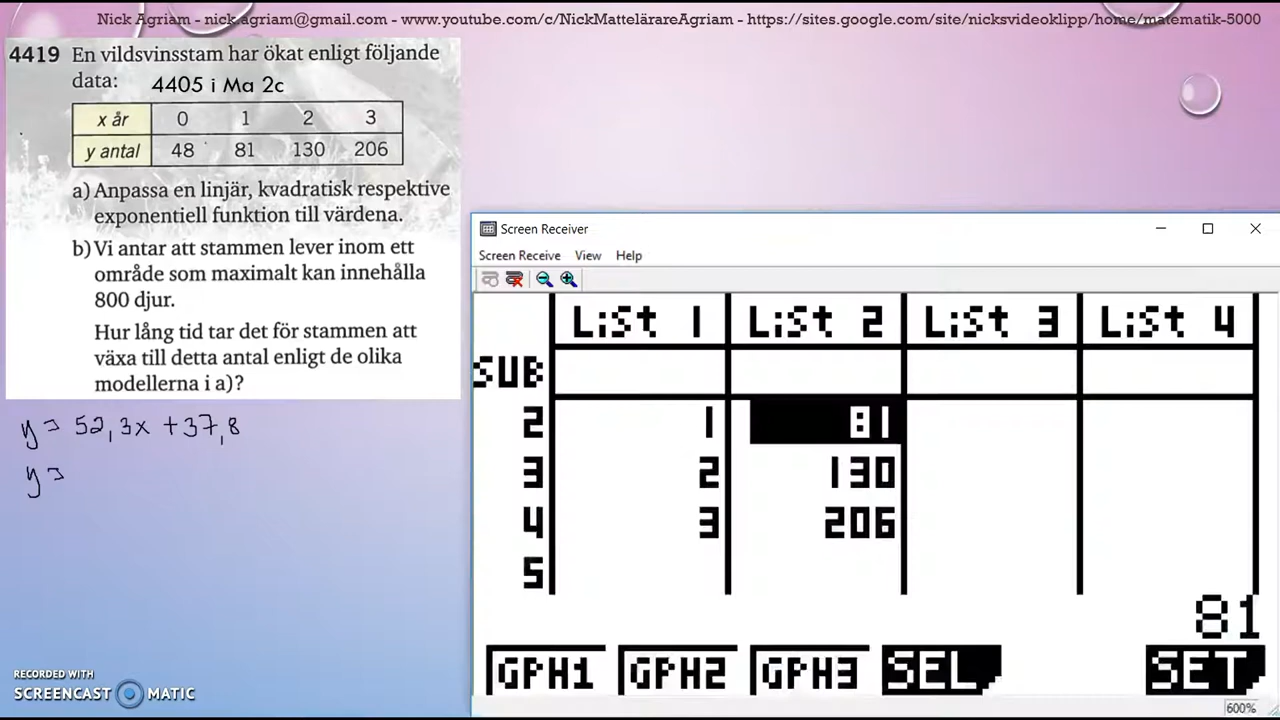 Nick Agriam - nick.agriam@gmail.com - www.youtube.com/c/NickMattelärareAgriam - https://sites.google.com/site/nicksvideoklipp/home/matematik-5000
4419 En vildsvinsstam har ökat enligt följande
data: 4405 i Ma 2c
x år 0 1 2 3
y antal 48 81 130 206
a) Anpassa en linjär, kvadratisk respektive
exponentiell funktion till värdena.
b) Vi antar att stammen lever inom ett
område som maximalt kan innehålla
800 djur.
Hur lång tid tar det för stammen att
växa till detta antal enligt de olika
modellerna i a)?
y = 52,3x + 37,8
y =
Screen Receiver
Screen Receive View Help
LiSt 1 LiSt 2 LiSt 3 LiSt 4
SUB
2 1 81
3 2 130
4 3 206
5
81
GPH1 GPH2 GPH3 SEL SET
600%
RECORDED WITH
SCREENCAST MATIC